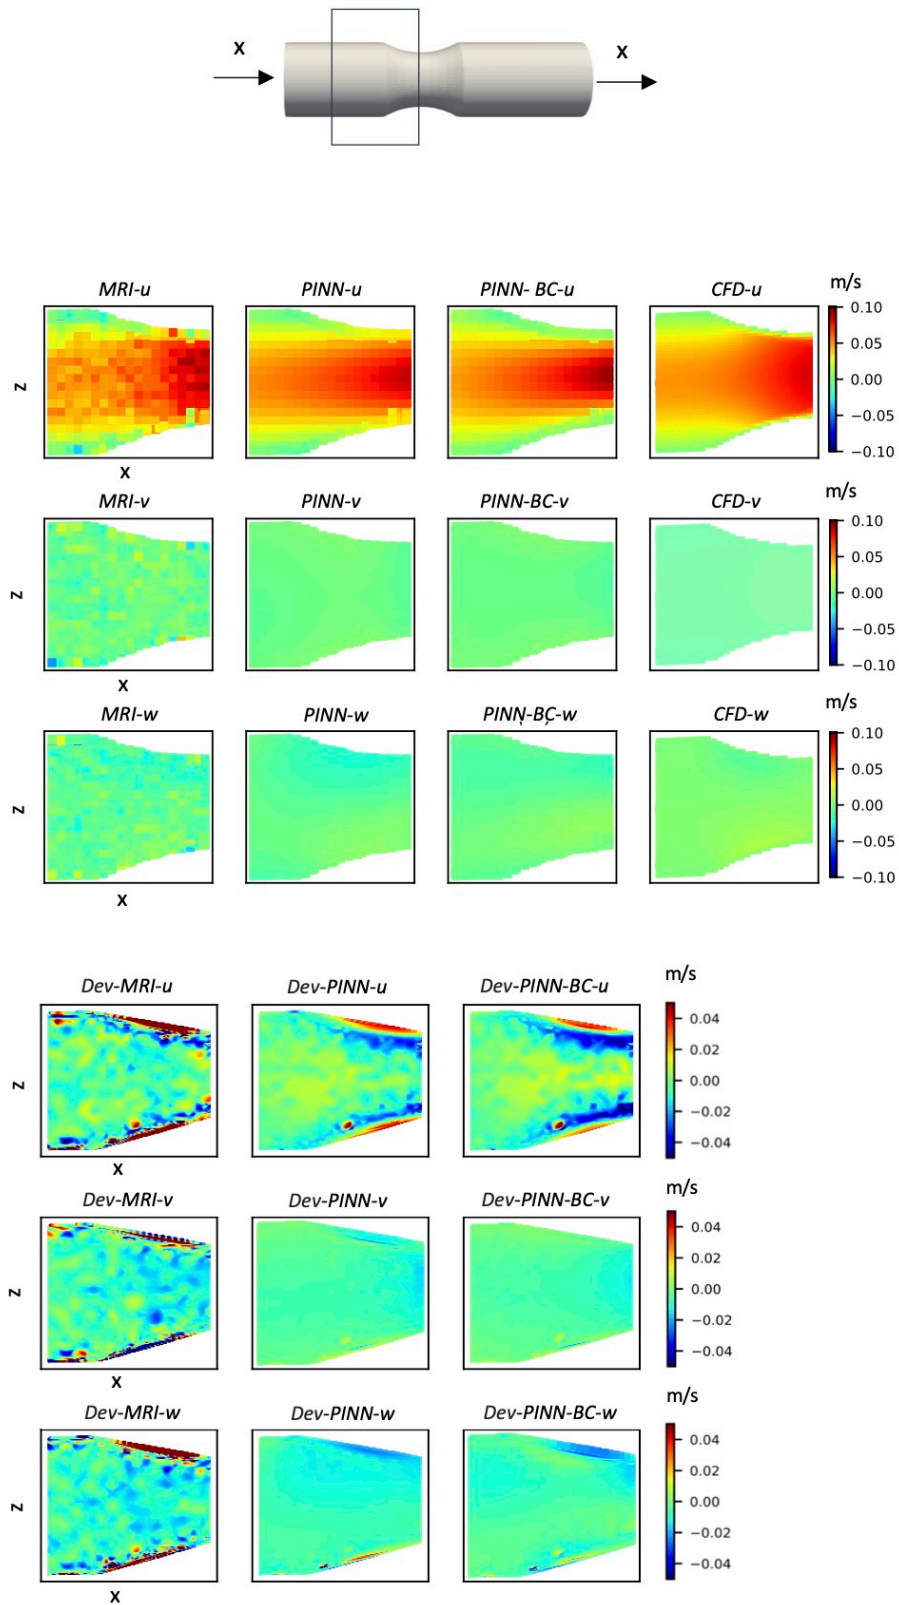 X X
MRI-u PINN-u PINN- BC-u CFD-u m/s
0.10
0.05
0.00
−0.05
−0.10
Z
X
MRI-v PINN-v PINN-BC-v CFD-v m/s
0.10
0.05
0.00
−0.05
−0.10
Z
X
MRI-w PINN-w PINN-BC-w CFD-w m/s
0.10
0.05
0.00
−0.05
−0.10
Z
X
Dev-MRI-u Dev-PINN-u Dev-PINN-BC-u m/s
0.04
0.02
0.00
−0.02
−0.04
Z
X
Dev-MRI-v Dev-PINN-v Dev-PINN-BC-v m/s
0.04
0.02
0.00
−0.02
−0.04
Z
X
Dev-MRI-w Dev-PINN-w Dev-PINN-BC-w m/s
0.04
0.02
0.00
−0.02
−0.04
Z
X